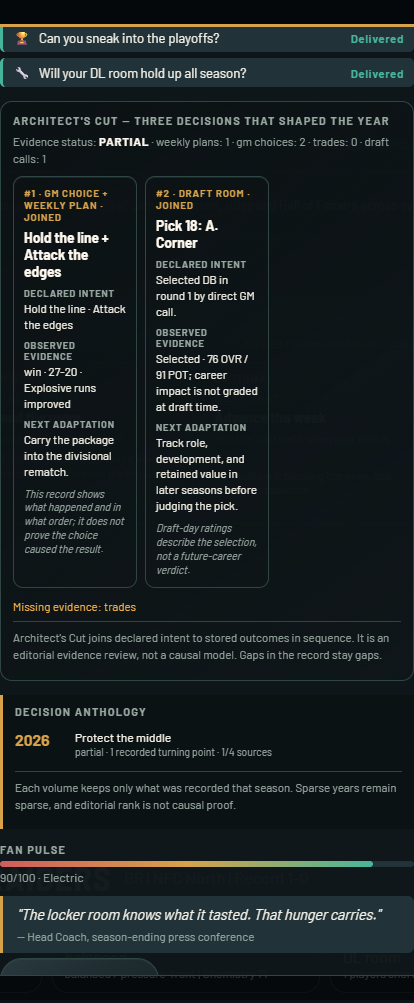 Can you sneak into the playoffs? Delivered
Will your DL room hold up all season? Delivered
ARCHITECT'S CUT — THREE DECISIONS THAT SHAPED THE YEAR
Evidence status: PARTIAL · weekly plans: 1 · gm choices: 2 · trades: 0 · draft
calls: 1
#1 · GM CHOICE +
WEEKLY PLAN ·
JOINED
Hold the line +
Attack the
edges
DECLARED INTENT
Hold the line · Attack
the edges
OBSERVED
EVIDENCE
win · 27–20 ·
Explosive runs
improved
NEXT ADAPTATION
Carry the package
into the divisional
rematch.
This record shows
what happened and in
what order; it does not
prove the choice
caused the result.
#2 · DRAFT ROOM ·
JOINED
Pick 18: A.
Corner
DECLARED INTENT
Selected DB in
round 1 by direct GM
call.
OBSERVED
EVIDENCE
Selected · 76 OVR /
91 POT; career
impact is not graded
at draft time.
NEXT ADAPTATION
Track role,
development, and
retained value in
later seasons before
judging the pick.
Draft-day ratings
describe the selection,
not a future-career
verdict.
Missing evidence: trades
Architect's Cut joins declared intent to stored outcomes in sequence. It is an
editorial evidence review, not a causal model. Gaps in the record stay gaps.
DECISION ANTHOLOGY
2026 Protect the middle
partial · 1 recorded turning point · 1/4 sources
Each volume keeps only what was recorded that season. Sparse years remain
sparse, and editorial rank is not causal proof.
FAN PULSE
90/100 · Electric
"The locker room knows what it tasted. That hunger carries."
— Head Coach, season-ending press conference